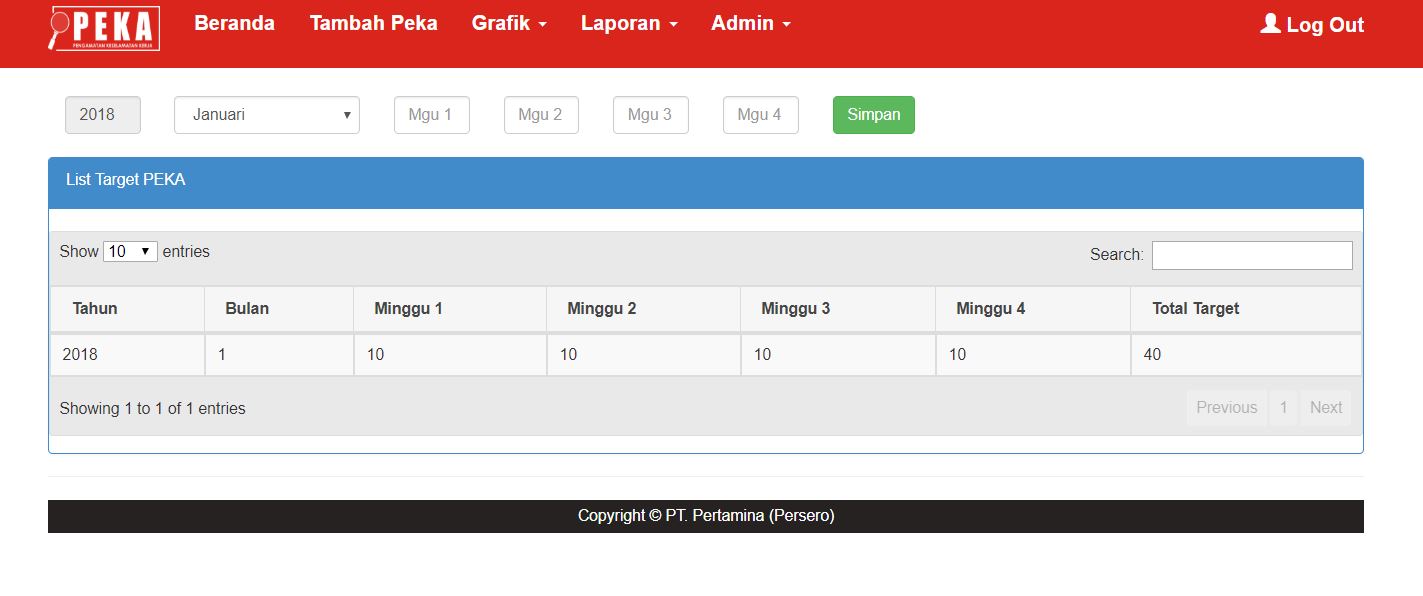 PEKA
PENGAMATAN KESELAMATAN KERJA
Beranda Tambah Peka Grafik Laporan Admin Log Out
2018 Januari Mgu 1 Mgu 2 Mgu 3 Mgu 4 Simpan
List Target PEKA
Show 10 entries Search:
Tahun Bulan Minggu 1 Minggu 2 Minggu 3 Minggu 4 Total Target
2018 1 10 10 10 10 40
Showing 1 to 1 of 1 entries Previous 1 Next
Copyright © PT. Pertamina (Persero)